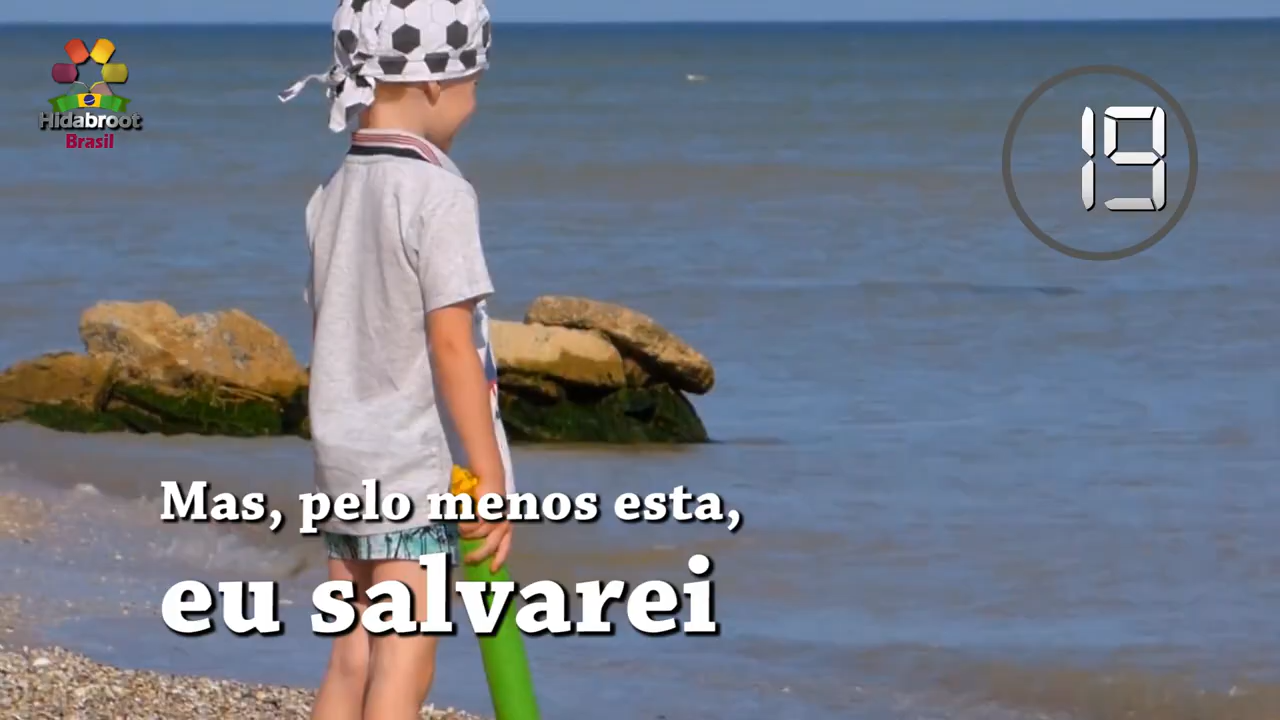 Hidabroot
Brasil
19
Mas, pelo menos esta,
eu salvarei